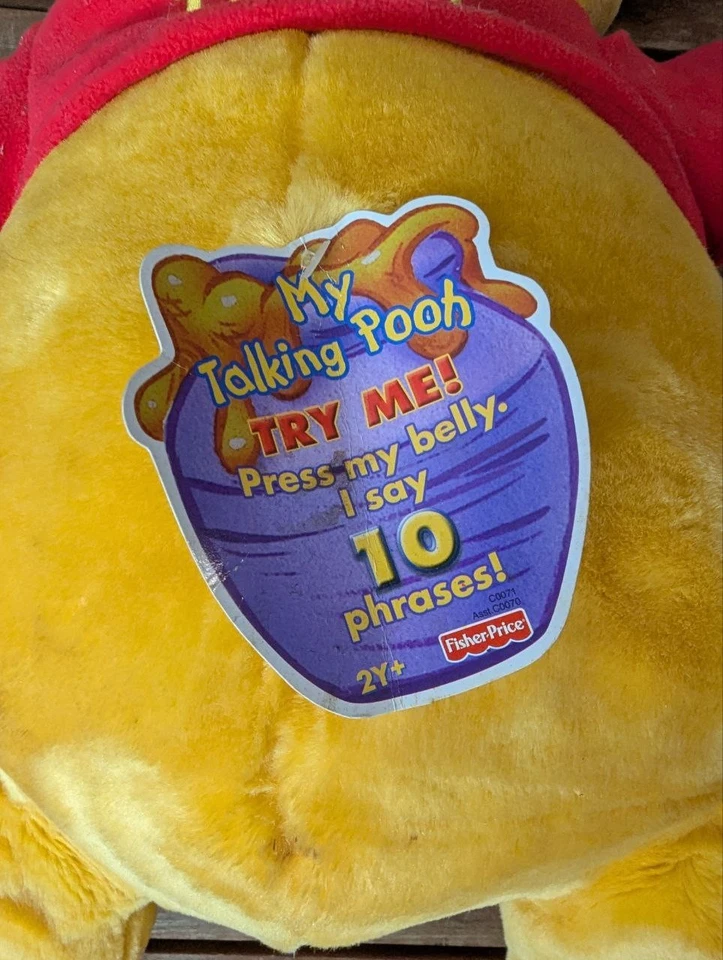 My
Talking Pooh
TRY ME!
Press my belly.
I say
10
phrases!
C0071
Asst.C0070
Fisher-Price
2Y+